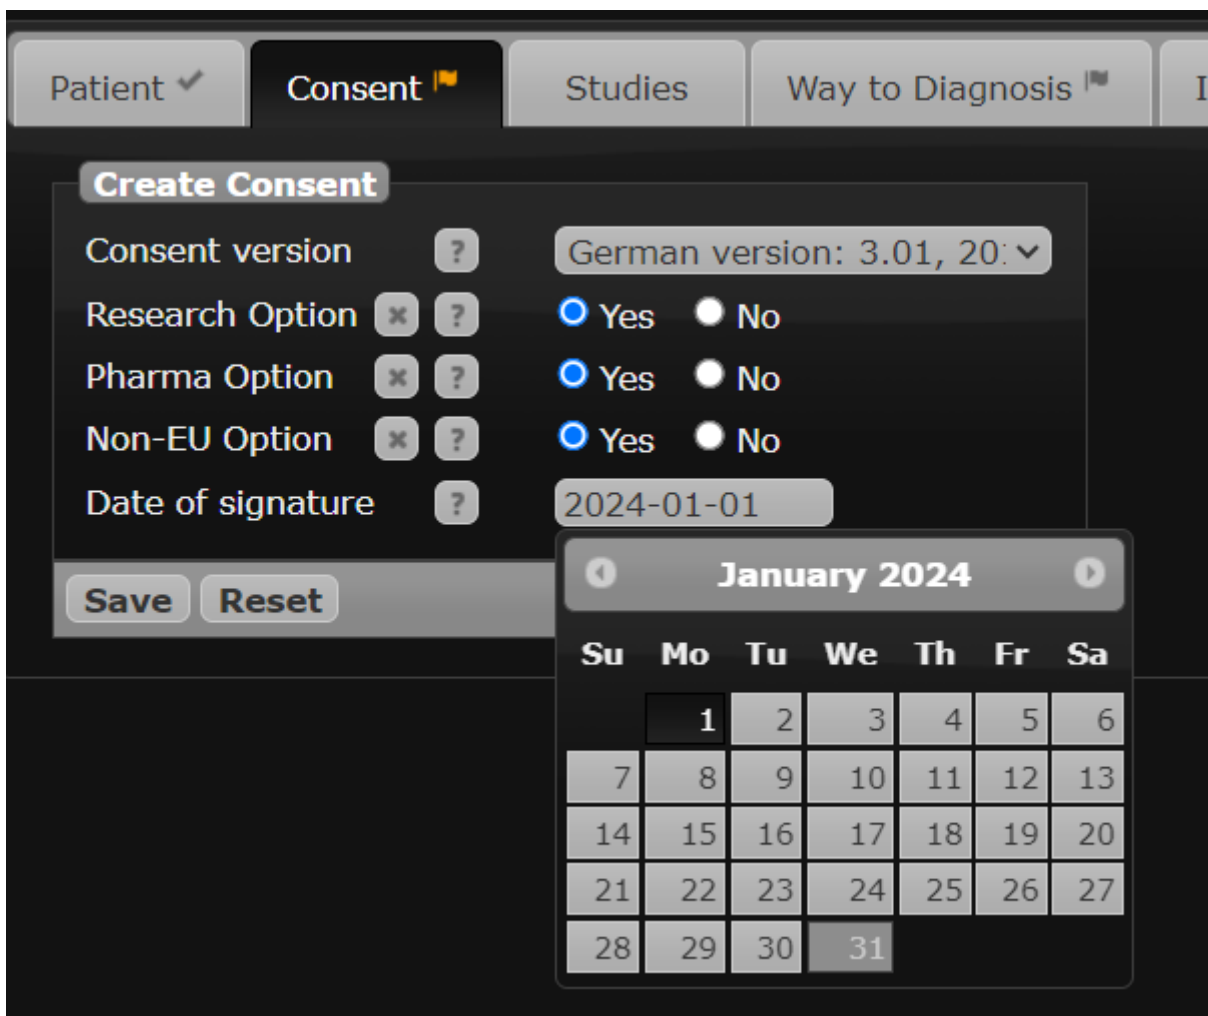 Patient Consent Studies Way to Diagnosis
Create Consent
Consent version ? German version: 3.01, 20
Research Option ? Yes No
Pharma Option ? Yes No
Non-EU Option ? Yes No
Date of signature ? 2024-01-01
Save Reset
January 2024
Su Mo Tu We Th Fr Sa
1 2 3 4 5 6
7 8 9 10 11 12 13
14 15 16 17 18 19 20
21 22 23 24 25 26 27
28 29 30 31